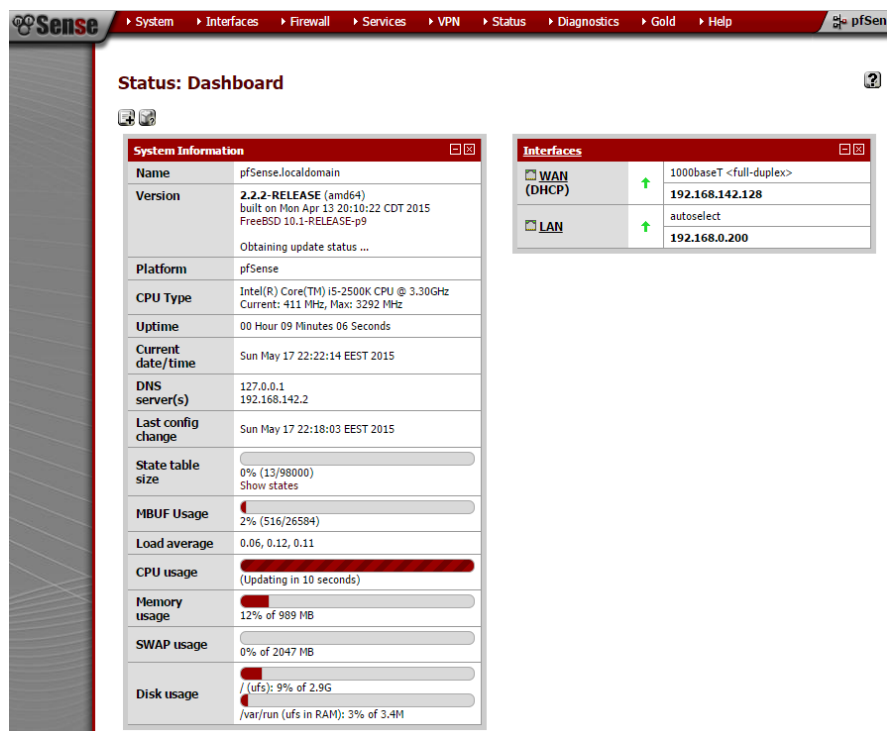 Sense
System
Interfaces
Firewall
Services
VPN
Status
Diagnostics
Gold
Help
pfSen
Status: Dashboard
?
System Information
Name
pfSense.localdomain
Version
2.2.2-RELEASE (amd64)
built on Mon Apr 13 20:10:22 CDT 2015
FreeBSD 10.1-RELEASE-p9
Obtaining update status ...
Platform
pfSense
CPU Type
Intel(R) Core(TM) i5-2500K CPU @ 3.30GHz
Current: 411 MHz, Max: 3292 MHz
Uptime
00 Hour 09 Minutes 06 Seconds
Current
date/time
Sun May 17 22:22:14 EEST 2015
DNS
server(s)
127.0.0.1
192.168.142.2
Last config
change
Sun May 17 22:18:03 EEST 2015
State table
size
0% (13/98000)
Show states
MBUF Usage
2% (516/26584)
Load average
0.06, 0.12, 0.11
CPU usage
(Updating in 10 seconds)
Memory
usage
12% of 989 MB
SWAP usage
0% of 2047 MB
Disk usage
/ (ufs): 9% of 2.9G
/var/run (ufs in RAM): 3% of 3.4M
Interfaces
WAN
(DHCP)
1000baseT <full-duplex>
192.168.142.128
LAN
autoselect
192.168.0.200